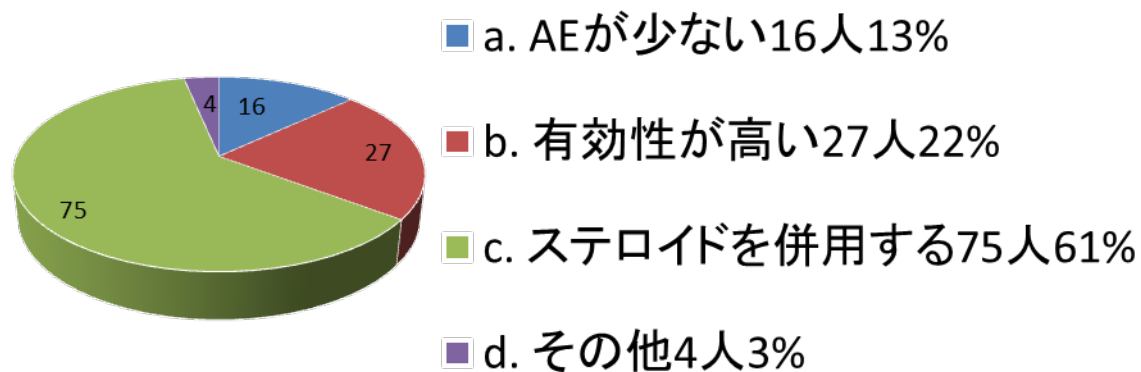 a. AEが少ない16人13%
b. 有効性が高い27人22%
c. ステロイドを併用する75人61%
d. その他4人3%
4
16
27
75